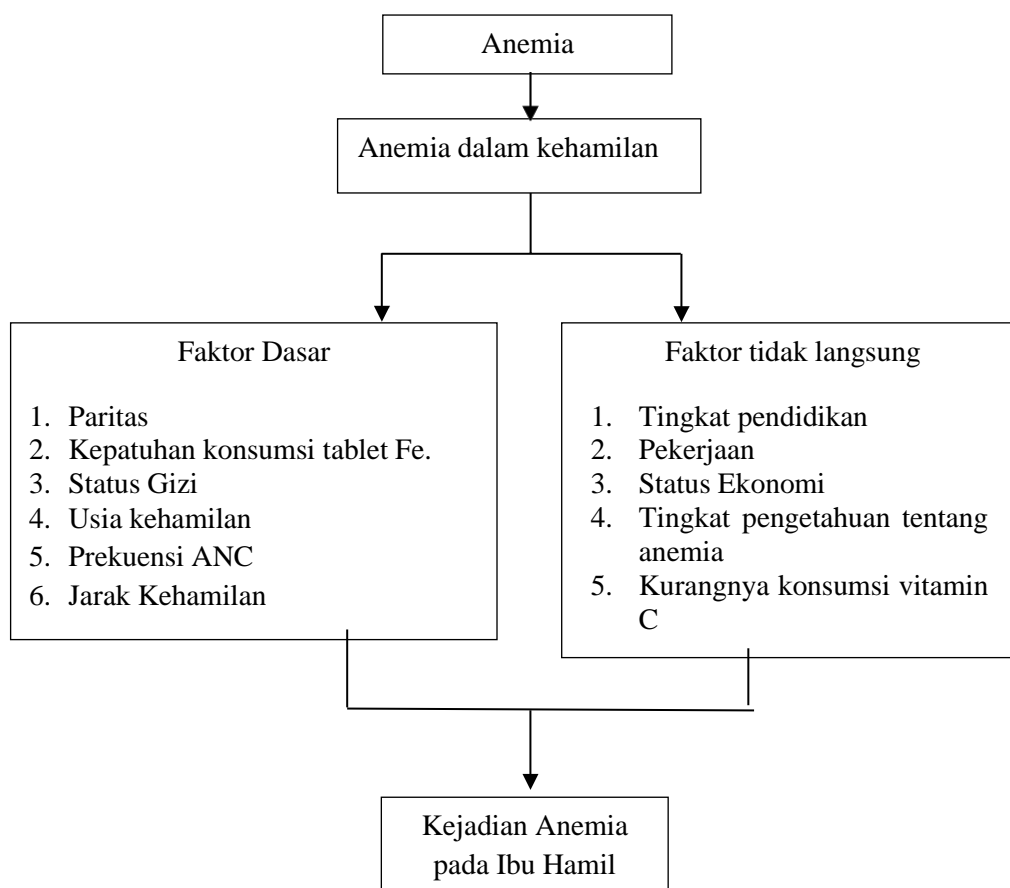 Anemia
Anemia dalam kehamilan
Faktor Dasar
1. Paritas
2. Kepatuhan konsumsi tablet Fe.
3. Status Gizi
4. Usia kehamilan
5. Prekuensi ANC
6. Jarak Kehamilan
Faktor tidak langsung
1. Tingkat pendidikan
2. Pekerjaan
3. Status Ekonomi
4. Tingkat pengetahuan tentang
anemia
5. Kurangnya konsumsi vitamin
C
Kejadian Anemia
pada Ibu Hamil